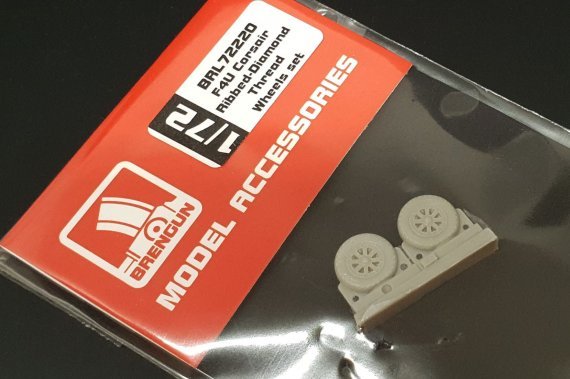 BRL72220
F4U Corsair
Ribbed-Diamond
Thread
Wheels set
1/72
BRENGUN
MODEL ACCESSORIES